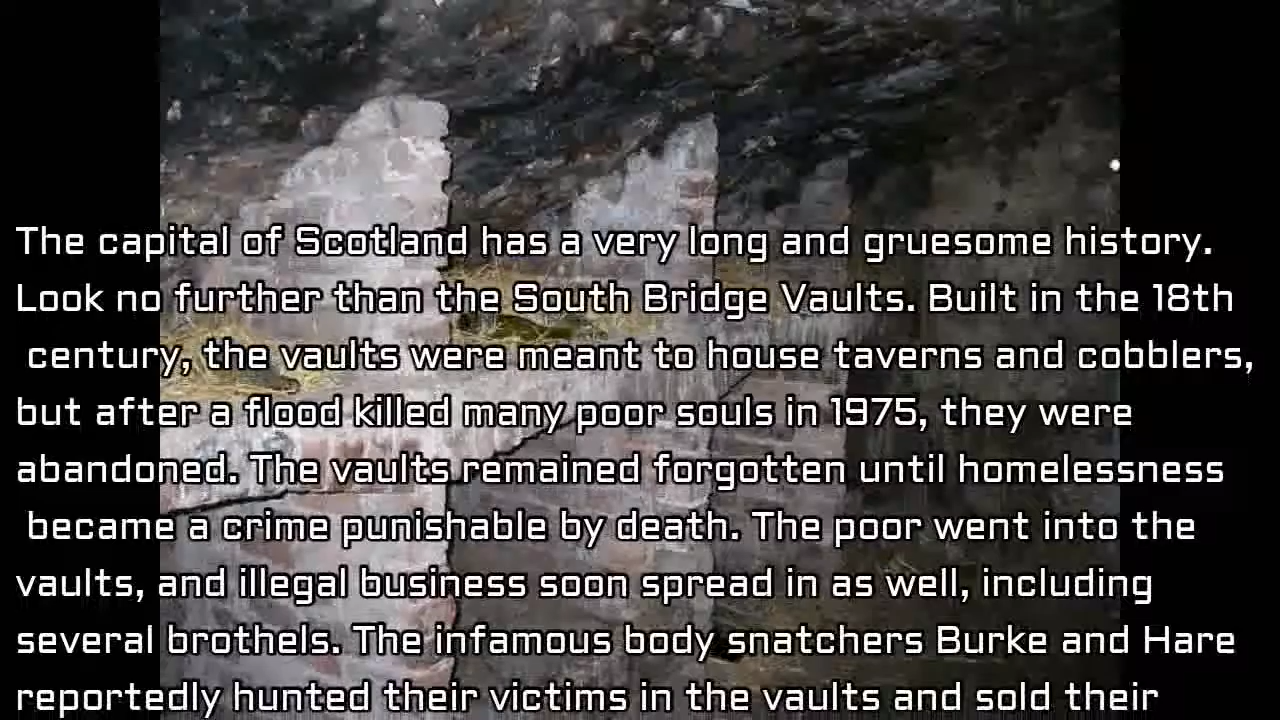 The capital of Scotland has a very long and gruesome history.
Look no further than the South Bridge Vaults. Built in the 18th
century, the vaults were meant to house taverns and cobblers,
but after a flood killed many poor souls in 1975, they were
abandoned. The vaults remained forgotten until homelessness
became a crime punishable by death. The poor went into the
vaults, and illegal business soon spread in as well, including
several brothels. The infamous body snatchers Burke and Hare
reportedly hunted their victims in the vaults and sold their